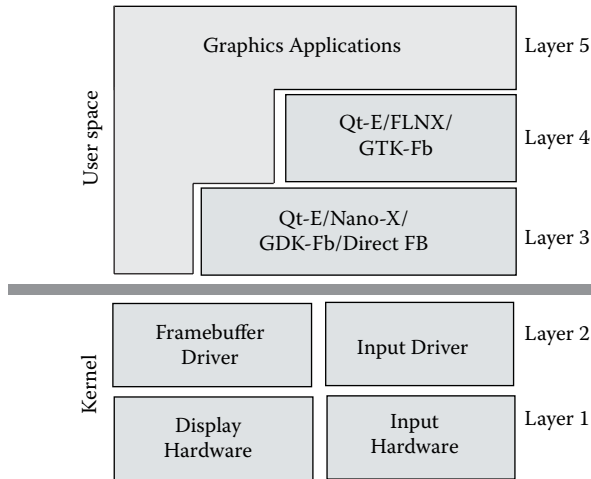 Graphics Applications
Layer 5
User space
Qt-E/FLNX/
GTK-Fb
Layer 4
Qt-E/Nano-X/
GDK-Fb/Direct FB
Layer 3
Kernel
Framebuffer
Driver
Input Driver
Layer 2
Display
Hardware
Input
Hardware
Layer 1